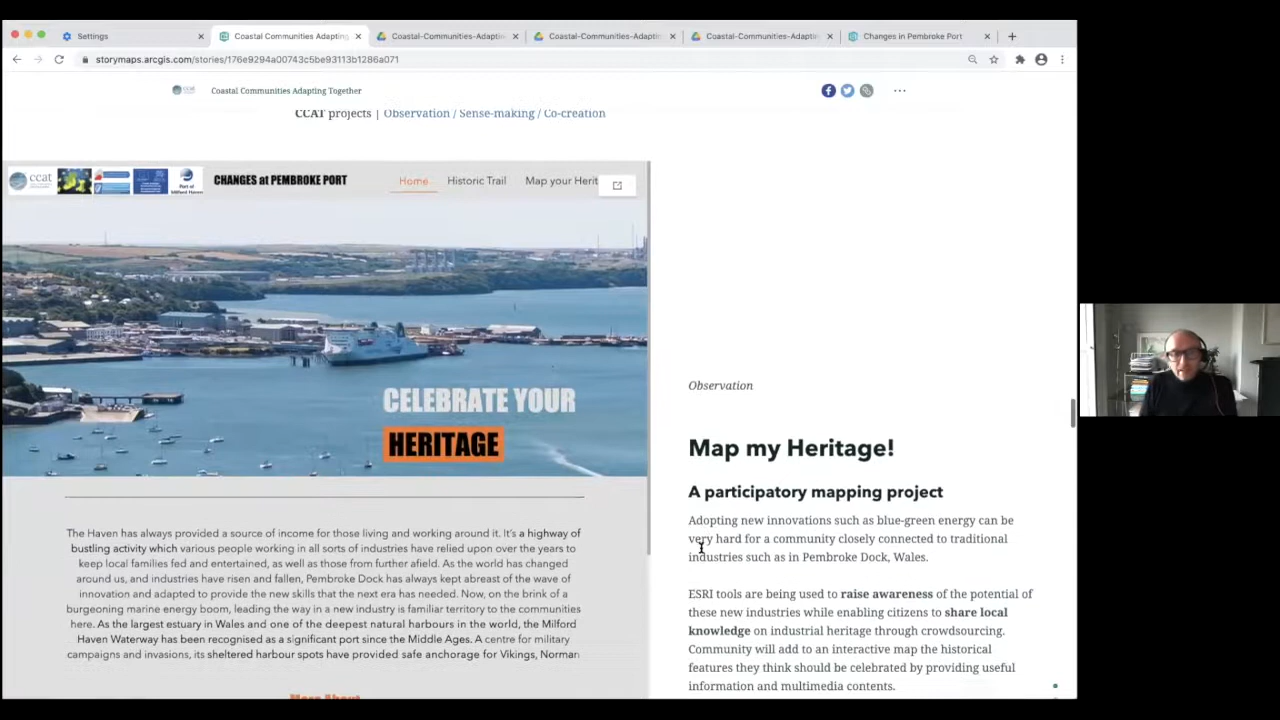 Settings
Coastal Communities Adapting
Coastal-Communities-Adaptin
Coastal-Communities-Adaptin
Coastal-Communities-Adaptin
Changes in Pembroke Port
storymaps.arcgis.com/stories/176e9294a00743c5be93113b1286a071
Coastal Communities Adapting Together
CCAT projects | Observation / Sense-making / Co-creation
ccat
Port of
Milford Haven
CHANGES at PEMBROKE PORT
Home
Historic Trail
Map your Herit
CELEBRATE YOUR
HERITAGE
The Haven has always provided a source of income for those living and working around it. It's a highway of
bustling activity which various people working in all sorts of industries have relied upon over the years to
keep local families fed and entertained, as well as those from further afield. As the world has changed
around us, and industries have risen and fallen, Pembroke Dock has always kept abreast of the wave of
innovation and adapted to provide the new skills that the next era has needed. Now, on the brink of a
burgeoning marine energy boom, leading the way in a new industry is familiar territory to the communities
here. As the largest estuary in Wales and one of the deepest natural harbours in the world, the Milford
Haven Waterway has been recognised as a significant port since the Middle Ages. A centre for military
campaigns and invasions, its sheltered harbour spots have provided safe anchorage for Vikings, Norman
More About
Observation
Map my Heritage!
A participatory mapping project
Adopting new innovations such as blue-green energy can be
very hard for a community closely connected to traditional
industries such as in Pembroke Dock, Wales.
ESRI tools are being used to raise awareness of the potential of
these new industries while enabling citizens to share local
knowledge on industrial heritage through crowdsourcing.
Community will add to an interactive map the historical
features they think should be celebrated by providing useful
information and multimedia contents.